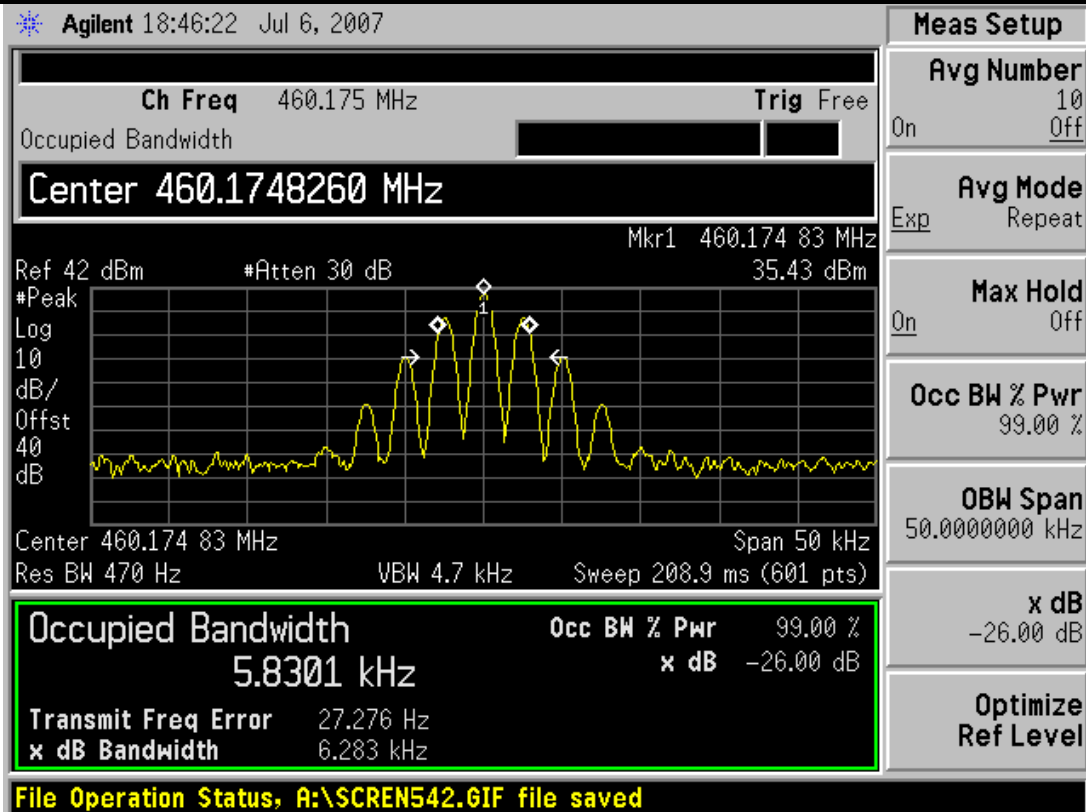 Agilent 18:46:22 Jul 6, 2007
Ch Freq 460.175 MHz Trig Free
Occupied Bandwidth
Center 460.1748260 MHz
Mkr1 460.174 83 MHz
Ref 42 dBm #Atten 30 dB 35.43 dBm
#Peak
Log
10
dB/
Offst
40
dB
1
Center 460.174 83 MHz Span 50 kHz
Res BW 470 Hz VBW 4.7 kHz Sweep 208.9 ms (601 pts)
Occupied Bandwidth Occ BW % Pwr 99.00 %
5.8301 kHz x dB -26.00 dB
Transmit Freq Error 27.276 Hz
x dB Bandwidth 6.283 kHz
File Operation Status, A:\SCREN542.GIF file saved
Meas Setup
Avg Number
10
On Off
Avg Mode
Exp Repeat
Max Hold
On Off
Occ BW % Pwr
99.00 %
OBW Span
50.0000000 kHz
x dB
-26.00 dB
Optimize
Ref Level